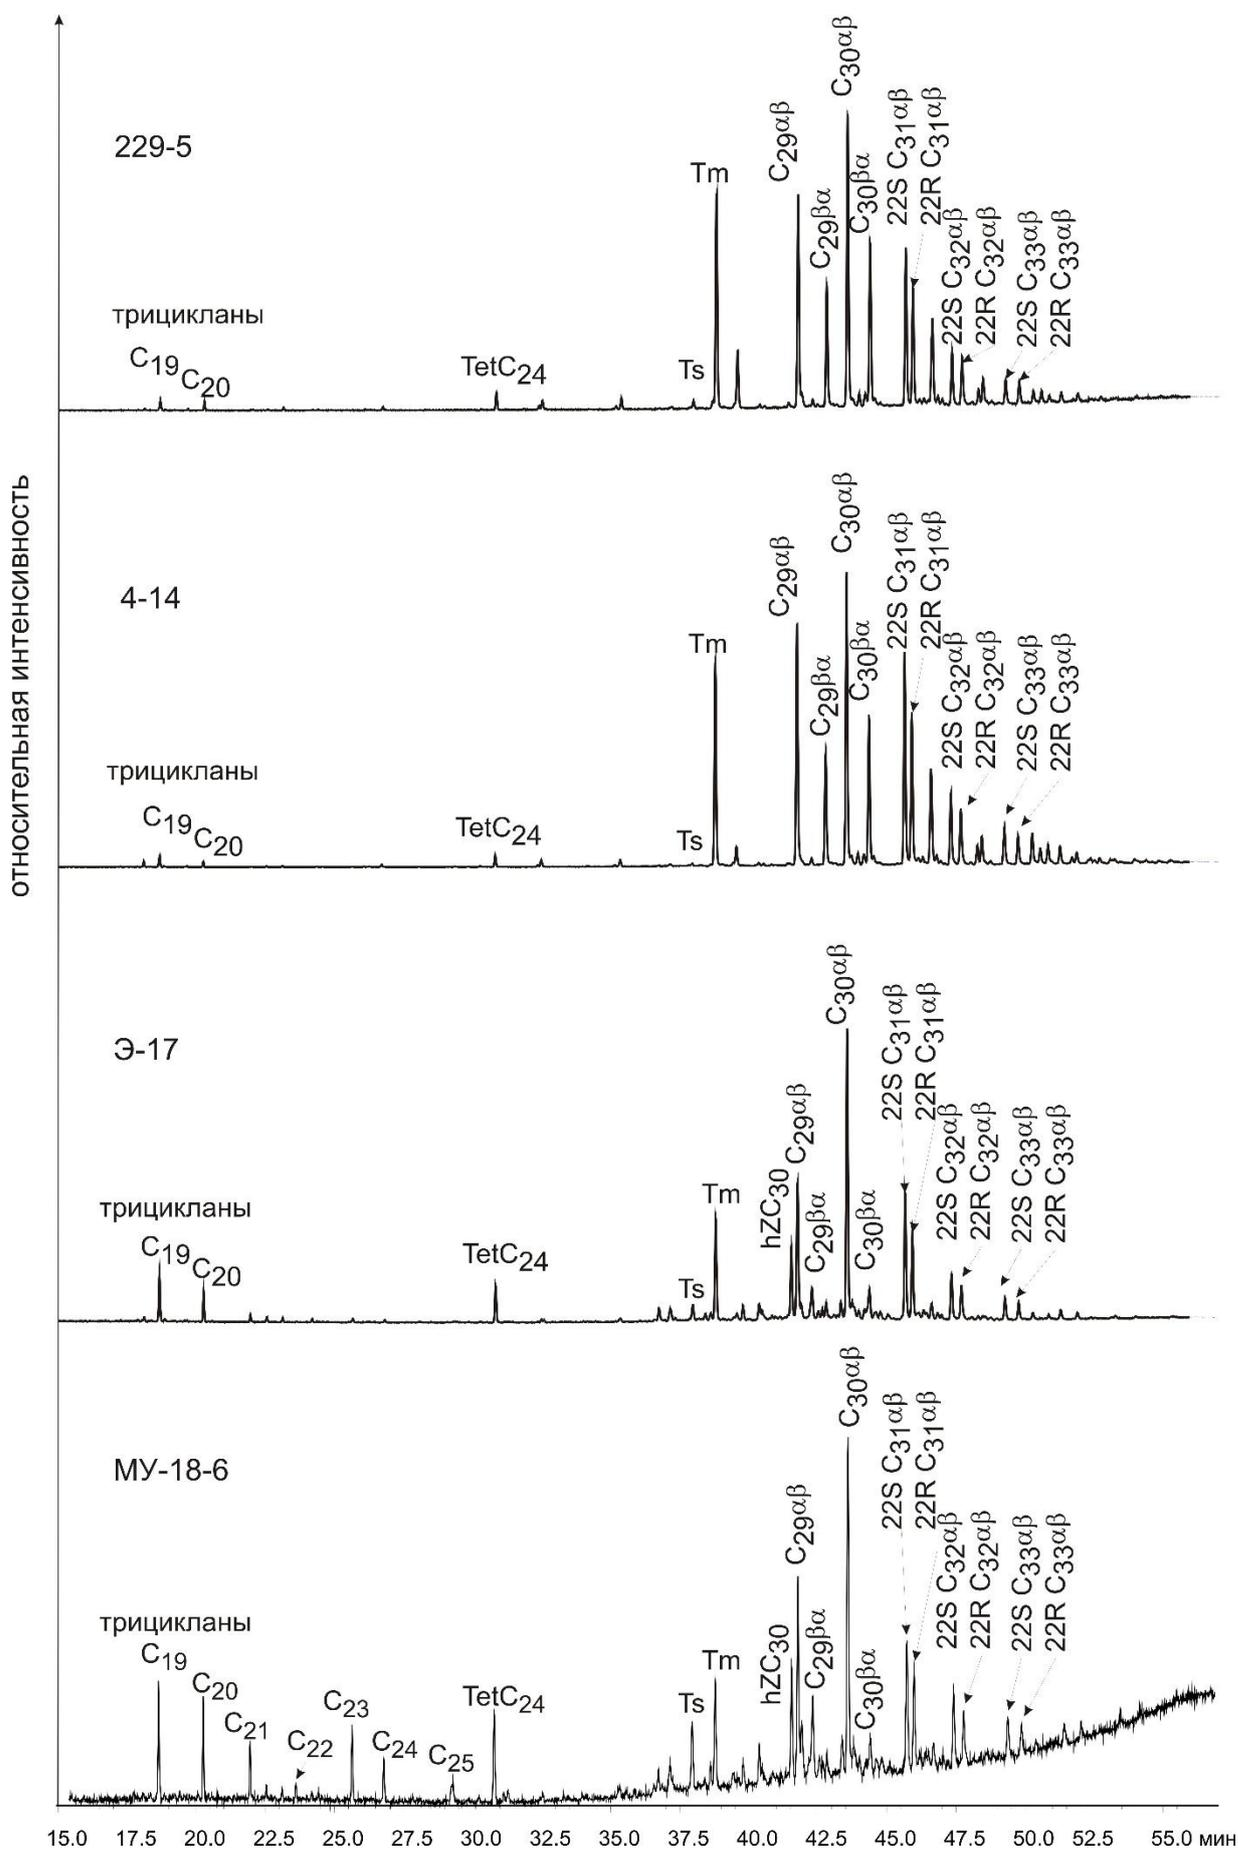 относительная интенсивность
229-5
трицикланы
C19
C20
TetC24
Ts
Tm
C29αβ
C29βα
C30αβ
C30βα
22S C31αβ
22R C31αβ
22S C32αβ
22R C32αβ
22S C33αβ
22R C33αβ
4-14
трицикланы
C19
C20
TetC24
Ts
Tm
C29αβ
C29βα
C30αβ
C30βα
22S C31αβ
22R C31αβ
22S C32αβ
22R C32αβ
22S C33αβ
22R C33αβ
Э-17
трицикланы
C19
C20
TetC24
Ts
Tm
hZC30
C29αβ
C29βα
C30αβ
C30βα
22S C31αβ
22R C31αβ
22S C32αβ
22R C32αβ
22S C33αβ
22R C33αβ
МУ-18-6
трицикланы
C19
C20
C21
C22
C23
C24
C25
TetC24
Ts
Tm
hZC30
C29αβ
C29βα
C30αβ
C30βα
22S C31αβ
22R C31αβ
22S C32αβ
22R C32αβ
22S C33αβ
22R C33αβ
15.0 17.5 20.0 22.5 25.0 27.5 30.0 32.5 35.0 37.5 40.0 42.5 45.0 47.5 50.0 52.5 55.0 мин